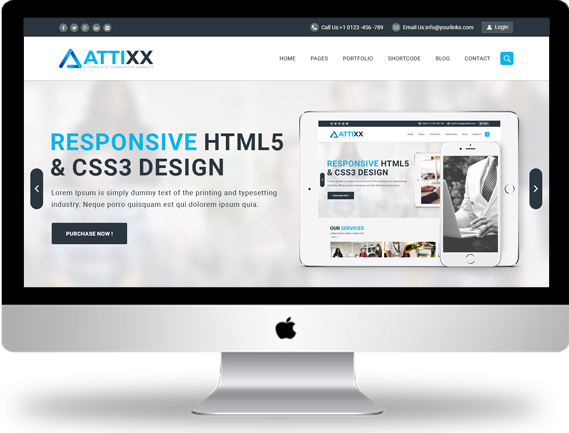 Call Us:+1 0123 -456 -789
Email Us:info@yourlinks.com
Login
ATTIXX
HOME
PAGES
PORTFOLIO
SHORTCODE
BLOG
CONTACT
RESPONSIVE HTML5
& CSS3 DESIGN
Lorem Ipsum is simply dummy text of the printing and typesetting
industry. Neque porro quisquam est qui dolorem ipsum quia.
PURCHASE NOW !
ATTIXX
RESPONSIVE HTML5
& CSS3 DESIGN
OUR SERVICES